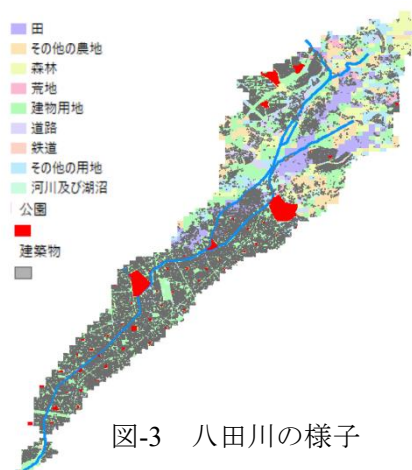 田
その他の農地
森林
荒地
建物用地
道路
鉄道
その他の用地
河川及び湖沼
公園
建築物
図-3 八田川の様子